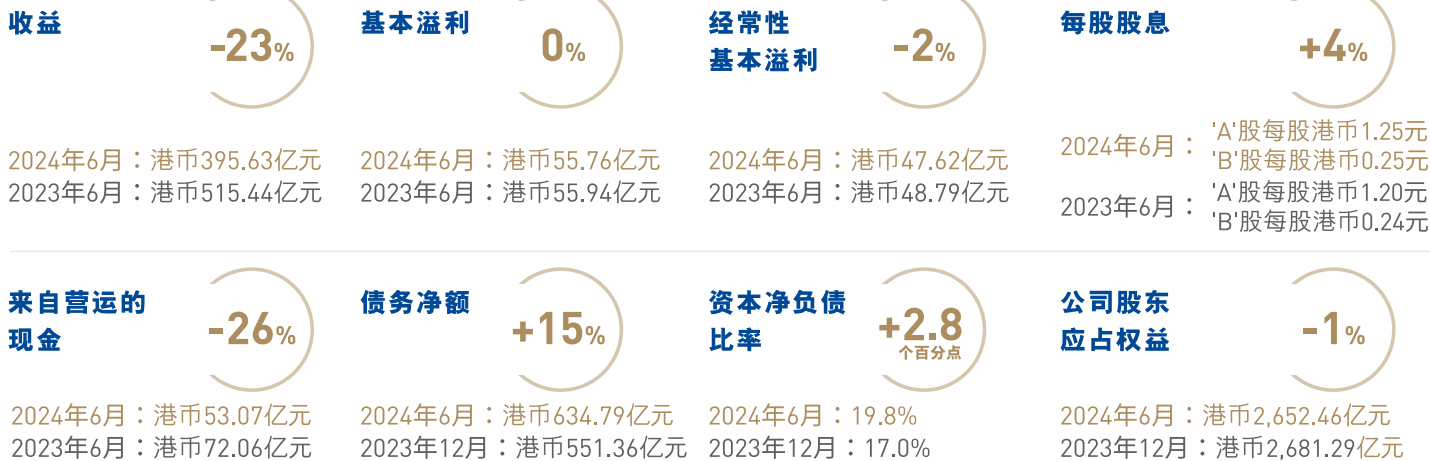 收益
-23%
2024年6月：港币395.63亿元
2023年6月：港币515.44亿元
基本溢利
0%
2024年6月：港币55.76亿元
2023年6月：港币55.94亿元
经常性
基本溢利
-2%
2024年6月：港币47.62亿元
2023年6月：港币48.79亿元
每股股息
+4%
2024年6月：
'A'股每股港币1.25元
'B'股每股港币0.25元
2023年6月：
'A'股每股港币1.20元
'B'股每股港币0.24元
来自营运的
现金
-26%
2024年6月：港币53.07亿元
2023年6月：港币72.06亿元
债务净额
+15%
2024年6月：港币634.79亿元
2023年12月：港币551.36亿元
资本净负债
比率
+2.8
个百分点
2024年6月：19.8%
2023年12月：17.0%
公司股东
应占权益
-1%
2024年6月：港币2,652.46亿元
2023年12月：港币2,681.29亿元